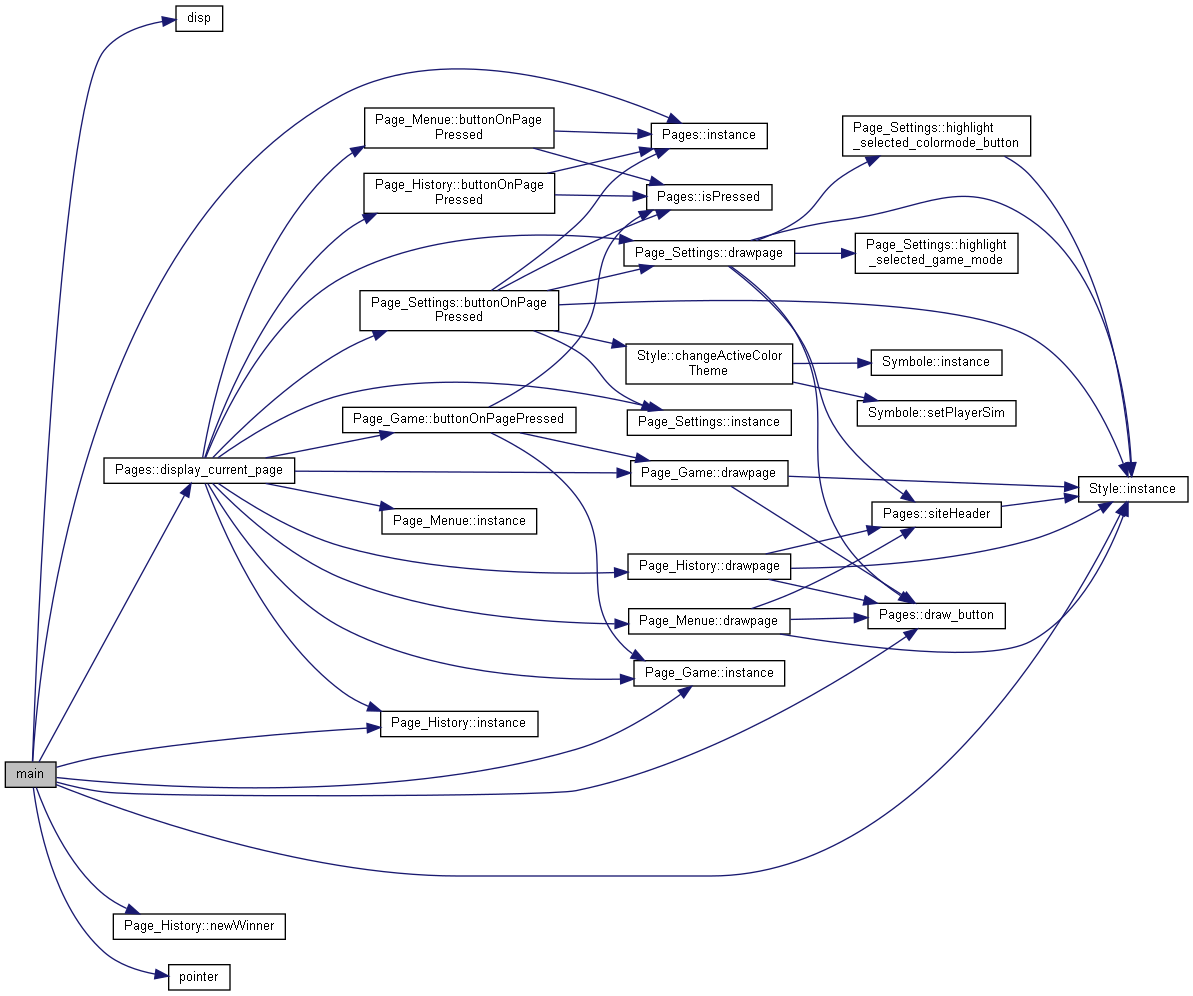 disp
Page_Menue::buttonOnPage
Pressed
Pages::instance
Page_Settings::highlight
_selected_colormode_button
Page_History::buttonOnPage
Pressed
Pages::isPressed
Page_Settings::drawpage
Page_Settings::highlight
_selected_game_mode
Page_Settings::buttonOnPage
Pressed
Style::changeActiveColor
Theme
Symbole::instance
Symbole::setPlayerSim
Page_Game::buttonOnPagePressed
Page_Settings::instance
Pages::display_current_page
Page_Game::drawpage
Style::instance
Page_Menue::instance
Pages::siteHeader
Page_History::drawpage
Page_Menue::drawpage
Pages::draw_button
Page_Game::instance
Page_History::instance
main
Page_History::newWinner
pointer